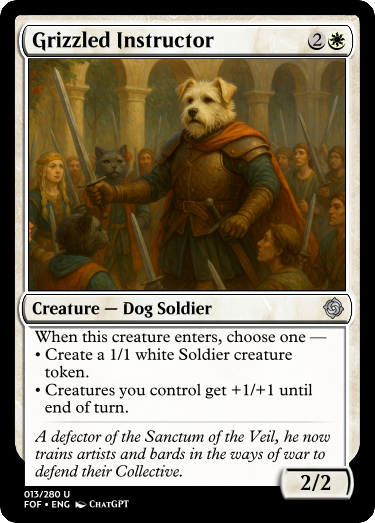 Grizzled Instructor 2
Creature — Dog Soldier
When this creature enters, choose one —
• Create a 1/1 white Soldier creature
token.
• Creatures you control get +1/+1 until
end of turn.
A defector of the Sanctum of the Veil, he now
trains artists and bards in the ways of war to
defend their Collective.
2/2
013/280 U
FOF • ENG ChatGPT